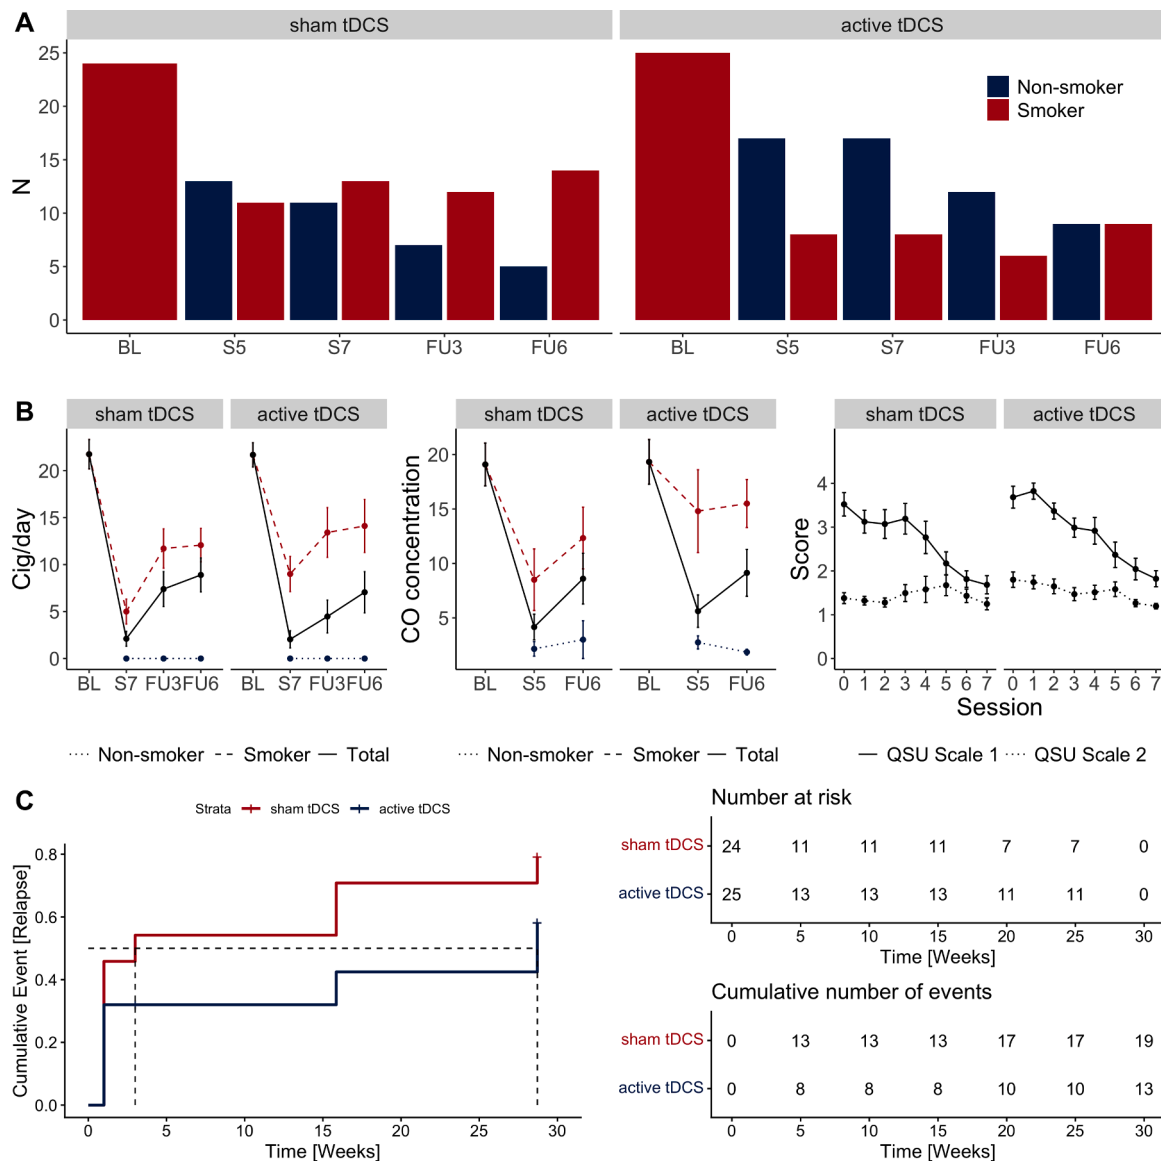 A
sham tDCS
active tDCS
N
25
20
15
10
5
0
Non-smoker
Smoker
BL S5 S7 FU3 FU6
BL S5 S7 FU3 FU6
B
sham tDCS active tDCS
Cig/day
20
15
10
5
0
BL S7 FU3 FU6
BL S7 FU3 FU6
Non-smoker Smoker Total
sham tDCS active tDCS
CO concentration
20
15
10
5
BL S5 FU6
BL S5 FU6
Non-smoker Smoker Total
sham tDCS active tDCS
Score
4
3
2
1
0
0 1 2 3 4 5 6 7
0 1 2 3 4 5 6 7
Session
QSU Scale 1 QSU Scale 2
C
Strata sham tDCS active tDCS
Cumulative Event [Relapse]
0.8
0.6
0.4
0.2
0.0
0 5 10 15 20 25 30
Time [Weeks]
Number at risk
sham tDCS 24 11 11 11 7 7 0
active tDCS 25 13 13 13 11 11 0
0 5 10 15 20 25 30
Time [Weeks]
Cumulative number of events
sham tDCS 0 13 13 13 17 17 19
active tDCS 0 8 8 8 10 10 13
0 5 10 15 20 25 30
Time [Weeks]